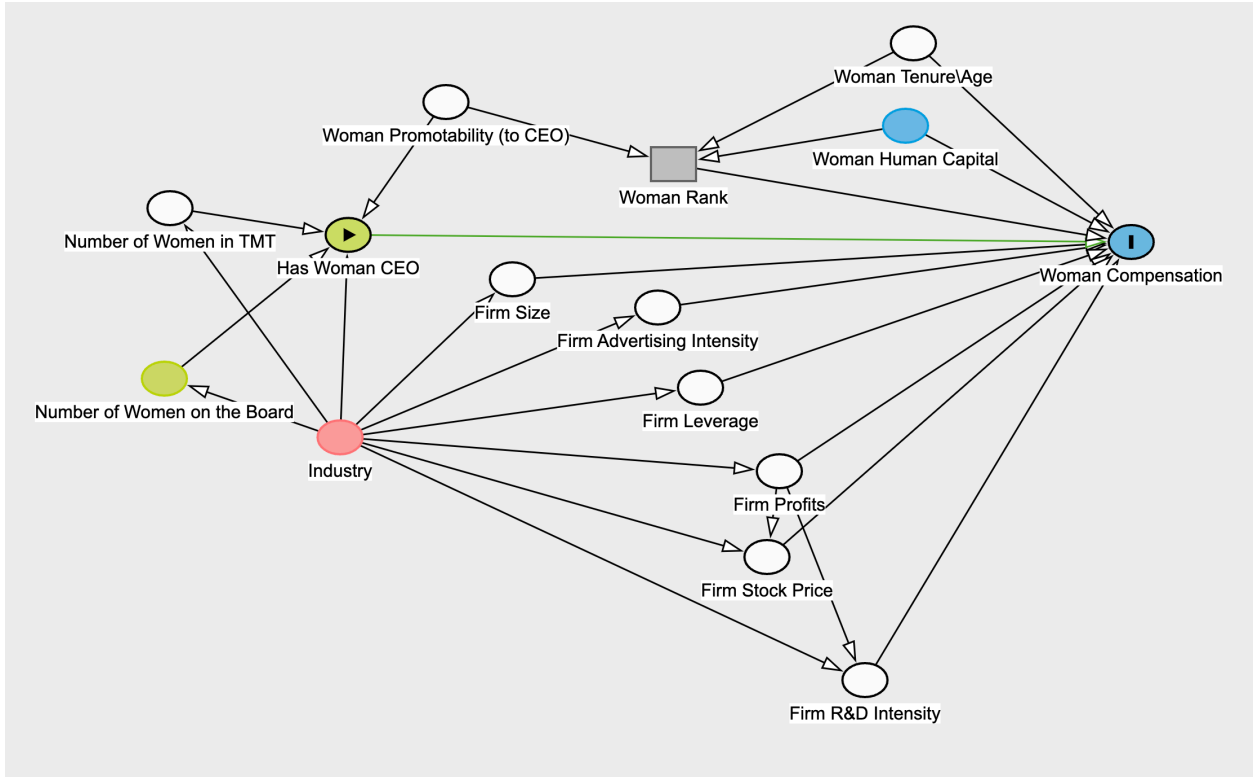 Woman Tenure\Age
Woman Promotability (to CEO)
Woman Human Capital
Woman Rank
Number of Women in TMT
Has Woman CEO
Woman Compensation
Firm Size
Firm Advertising Intensity
Number of Women on the Board
Firm Leverage
Industry
Firm Profits
Firm Stock Price
Firm R&D Intensity